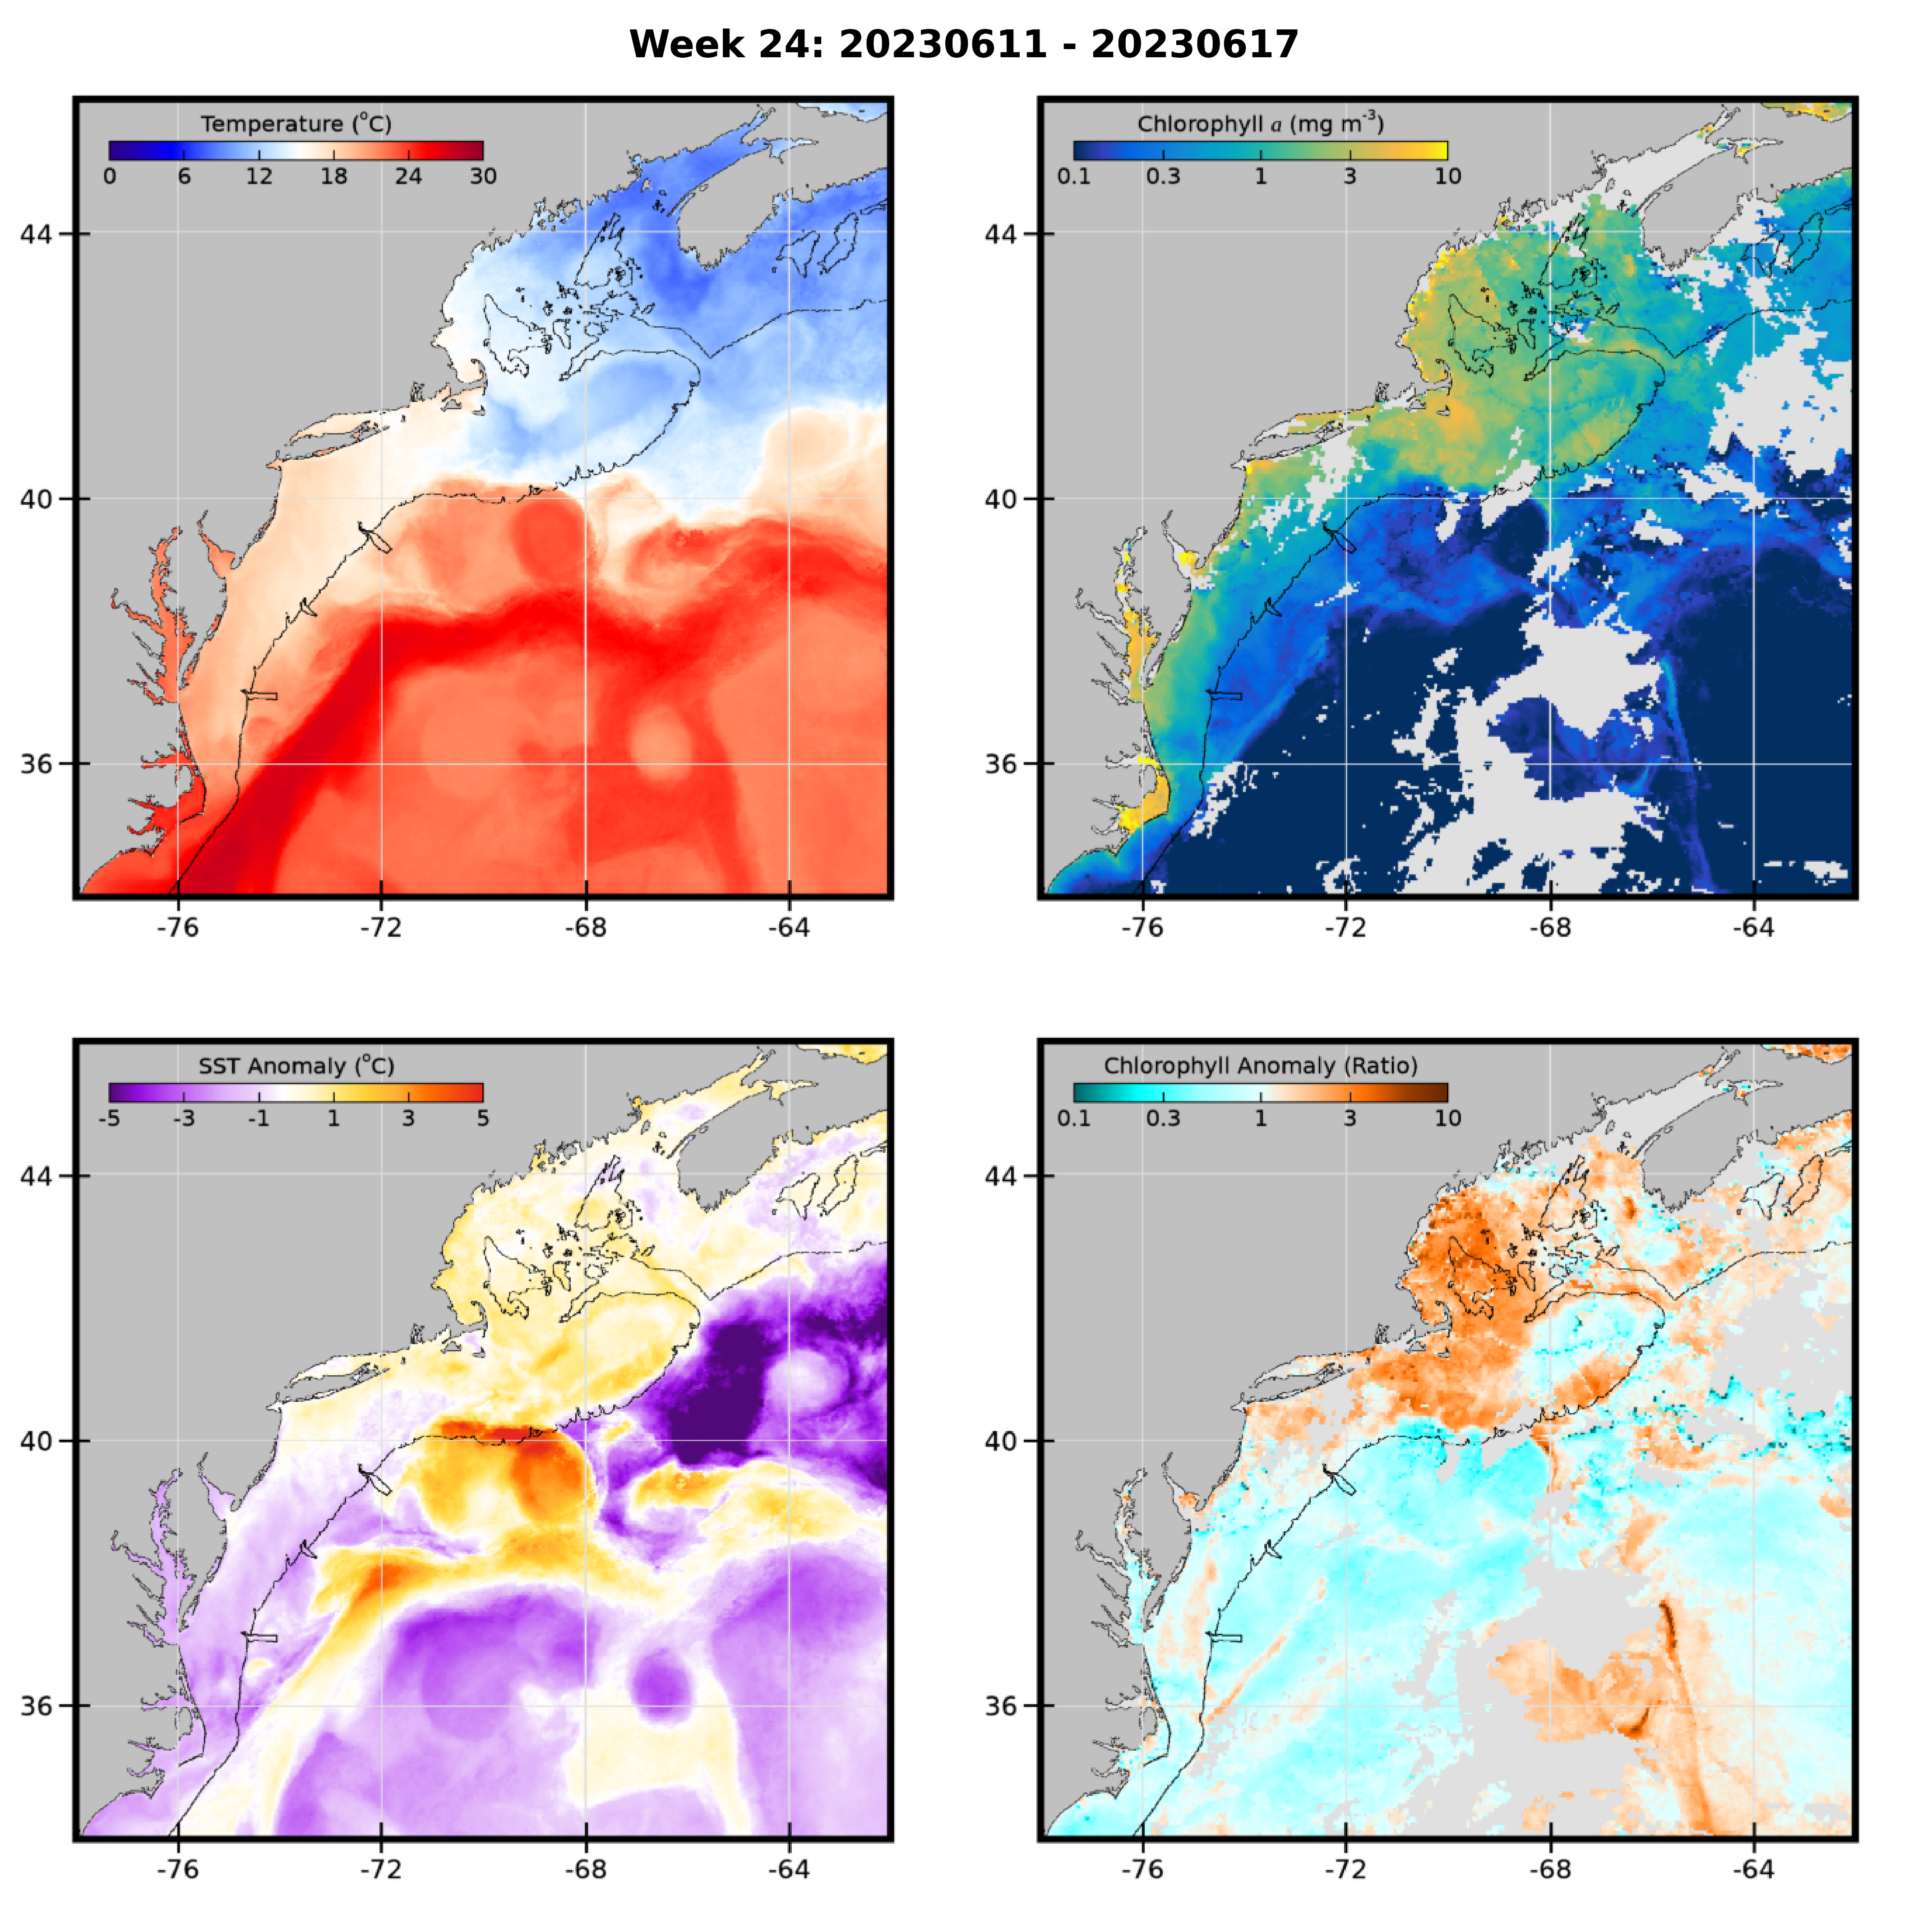 Week 24: 20230611 - 20230617
Temperature (°C)
0 6 12 18 24 30
44
40
36
-76 -72 -68 -64
Chlorophyll a (mg m⁻³)
0.1 0.3 1 3 10
44
40
36
-76 -72 -68 -64
SST Anomaly (°C)
-5 -3 -1 1 3 5
44
40
36
-76 -72 -68 -64
Chlorophyll Anomaly (Ratio)
0.1 0.3 1 3 10
44
40
36
-76 -72 -68 -64